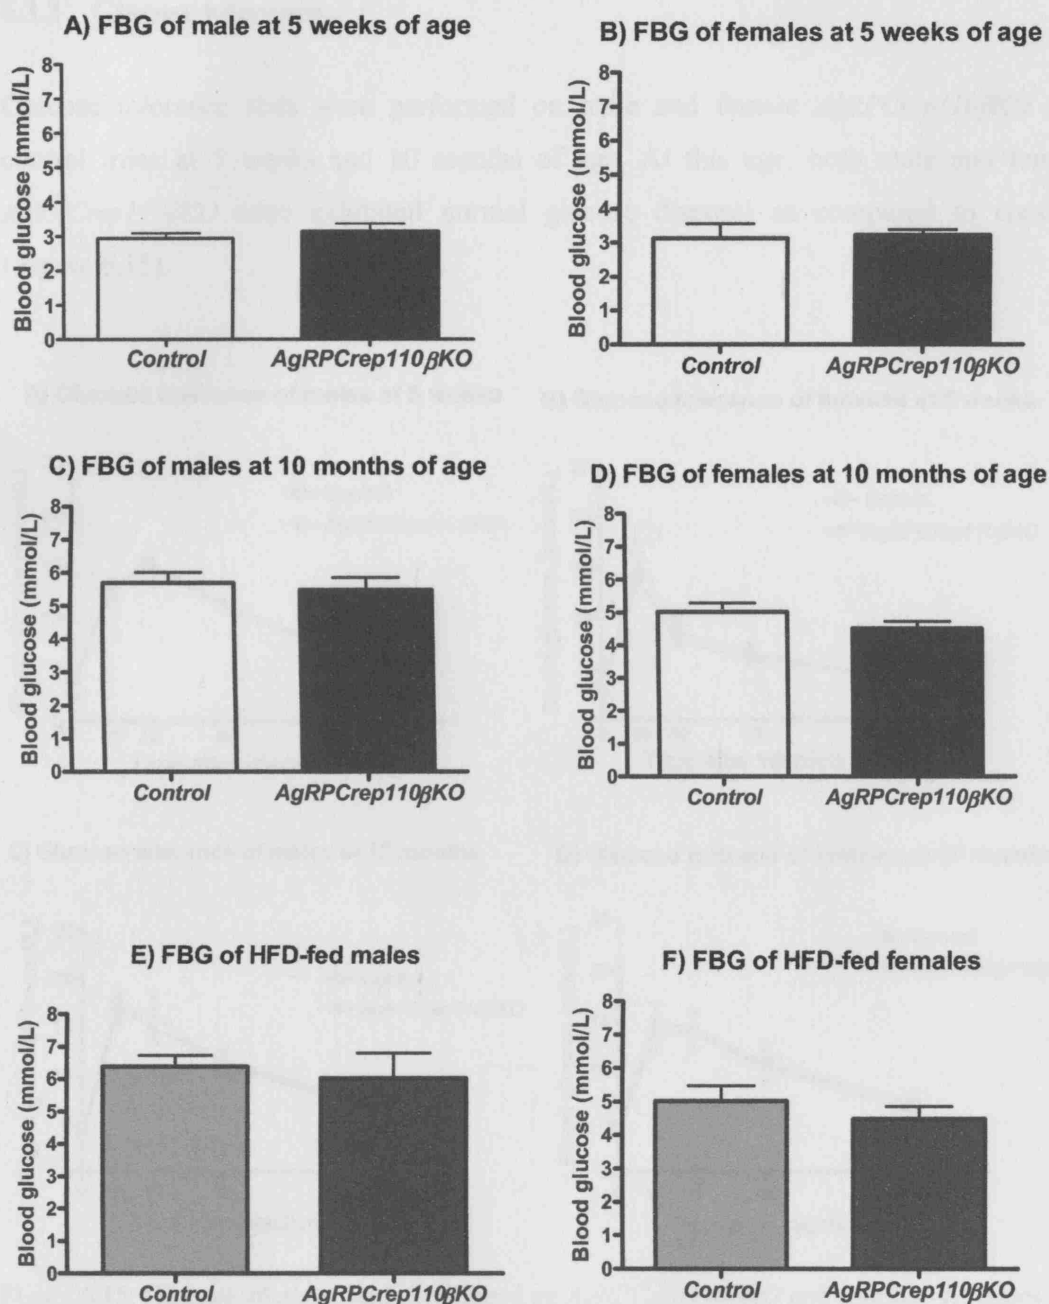 A) FBG of male at 5 weeks of age
Blood glucose (mmol/L)
8
7
6
5
4
3
2
1
0
Control
AgRPCrep110βKO
B) FBG of females at 5 weeks of age
Blood glucose (mmol/L)
8
7
6
5
4
3
2
1
0
Control
AgRPCrep110βKO
C) FBG of males at 10 months of age
Blood glucose (mmol/L)
8
7
6
5
4
3
2
1
0
Control
AgRPCrep110βKO
D) FBG of females at 10 months of age
Blood glucose (mmol/L)
8
7
6
5
4
3
2
1
0
Control
AgRPCrep110βKO
E) FBG of HFD-fed males
Blood glucose (mmol/L)
8
7
6
5
4
3
2
1
0
Control
AgRPCrep110βKO
F) FBG of HFD-fed females
Blood glucose (mmol/L)
8
7
6
5
4
3
2
1
0
Control
AgRPCrep110βKO